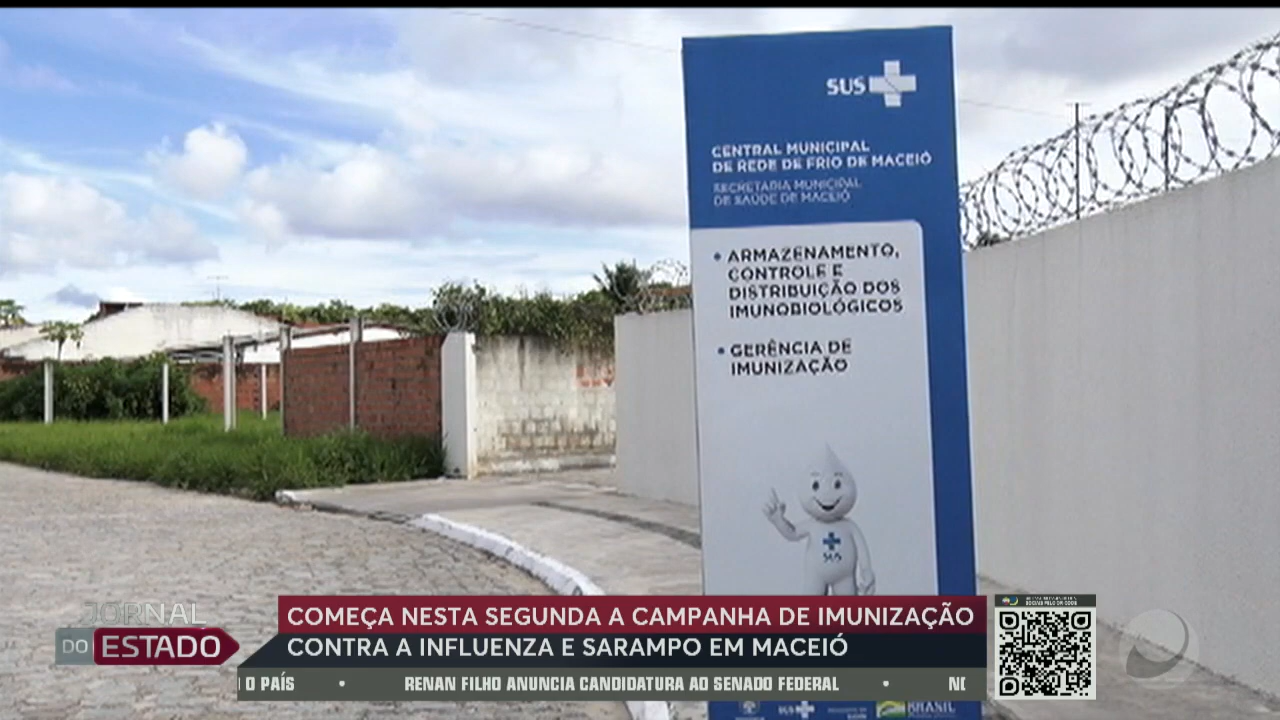 SUS
CENTRAL MUNICIPAL
DE REDE DE FRIO DE MACEIÓ
SECRETARIA MUNICIPAL
DE SAÚDE DE MACEIÓ
• ARMAZENAMENTO,
CONTROLE E
DISTRIBUIÇÃO DOS
IMUNOBIOLÓGICOS
• GERÊNCIA DE
IMUNIZAÇÃO
SUS
JORNAL
DO ESTADO
COMEÇA NESTA SEGUNDA A CAMPANHA DE IMUNIZAÇÃO
CONTRA A INFLUENZA E SARAMPO EM MACEIÓ
O PAÍS • RENAN FILHO ANUNCIA CANDIDATURA AO SENADO FEDERAL •
SUS
BRASIL